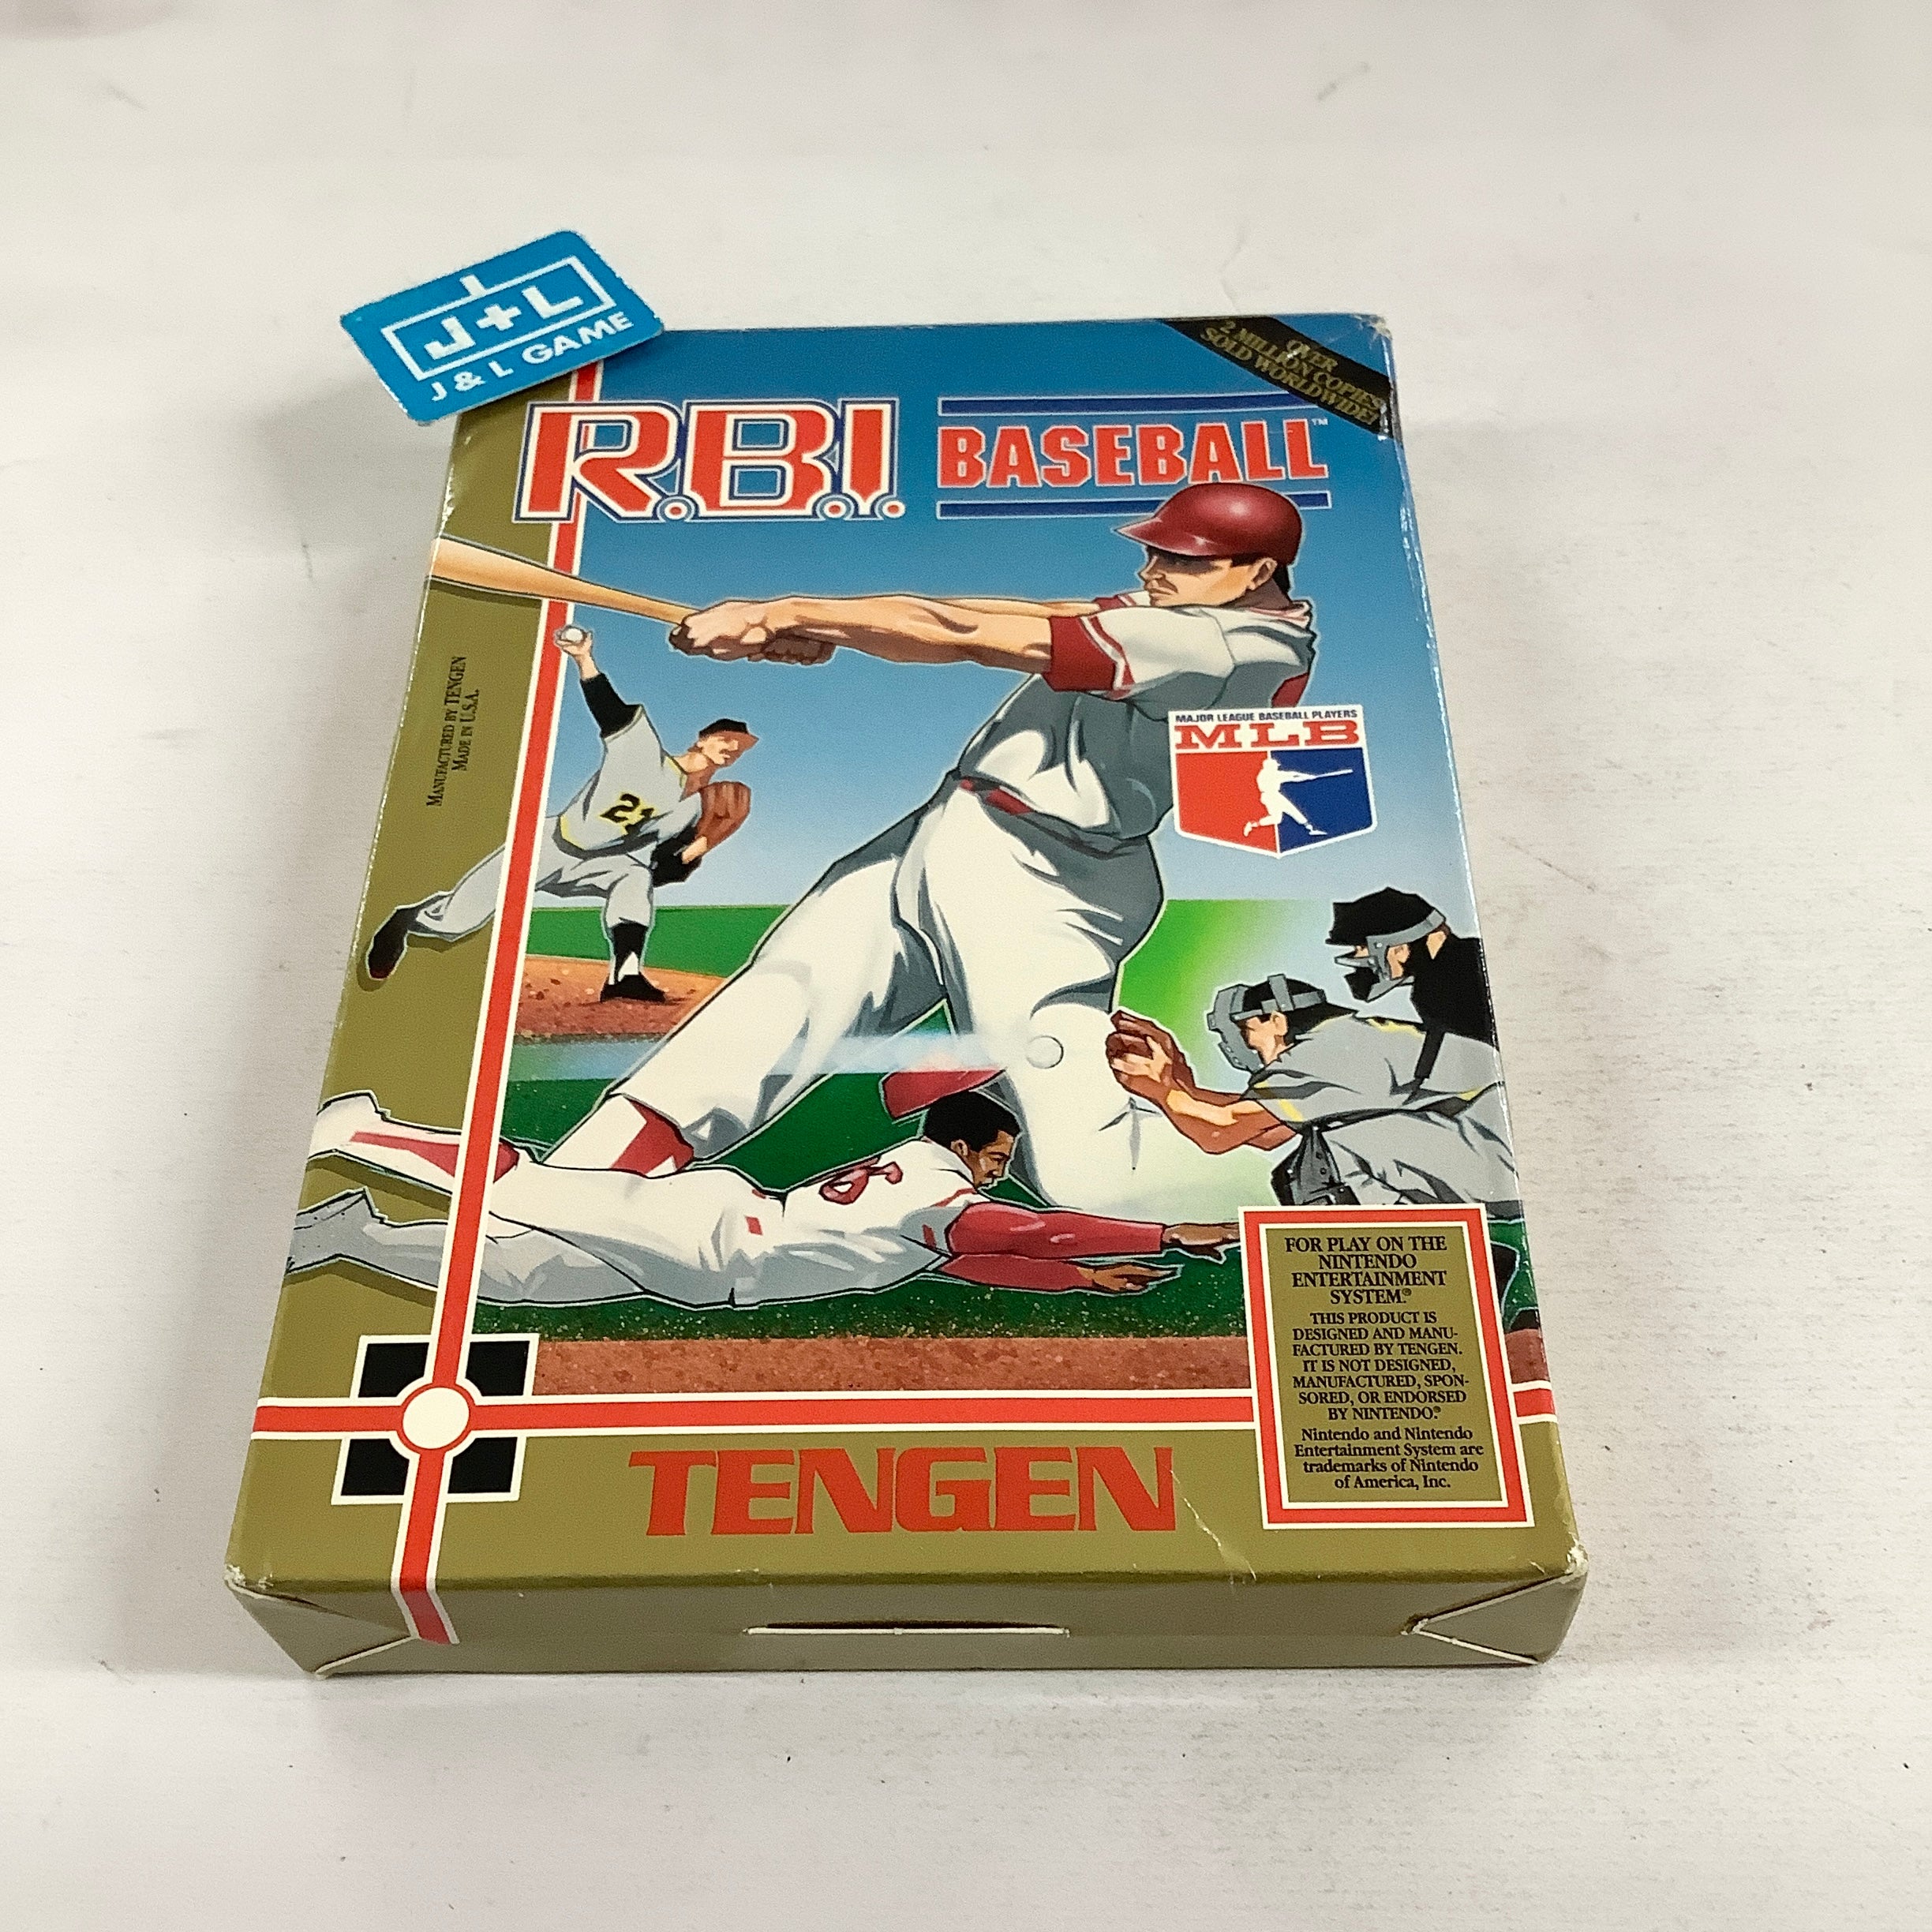 J+L
J & L GAME
OVER
2 MILLION COPIES
SOLD WORLDWIDE!
R.B.I. BASEBALL™
MANUFACTURED BY TENGEN
MADE IN U.S.A.
21
MAJOR LEAGUE BASEBALL PLAYERS
MLB
6
FOR PLAY ON THE
NINTENDO
ENTERTAINMENT
SYSTEM.®
THIS PRODUCT IS
DESIGNED AND MANU-
FACTURED BY TENGEN.
IT IS NOT DESIGNED,
MANUFACTURED, SPON-
SORED, OR ENDORSED
BY NINTENDO.®
Nintendo and Nintendo
Entertainment System are
trademarks of Nintendo
of America, Inc.
TENGEN